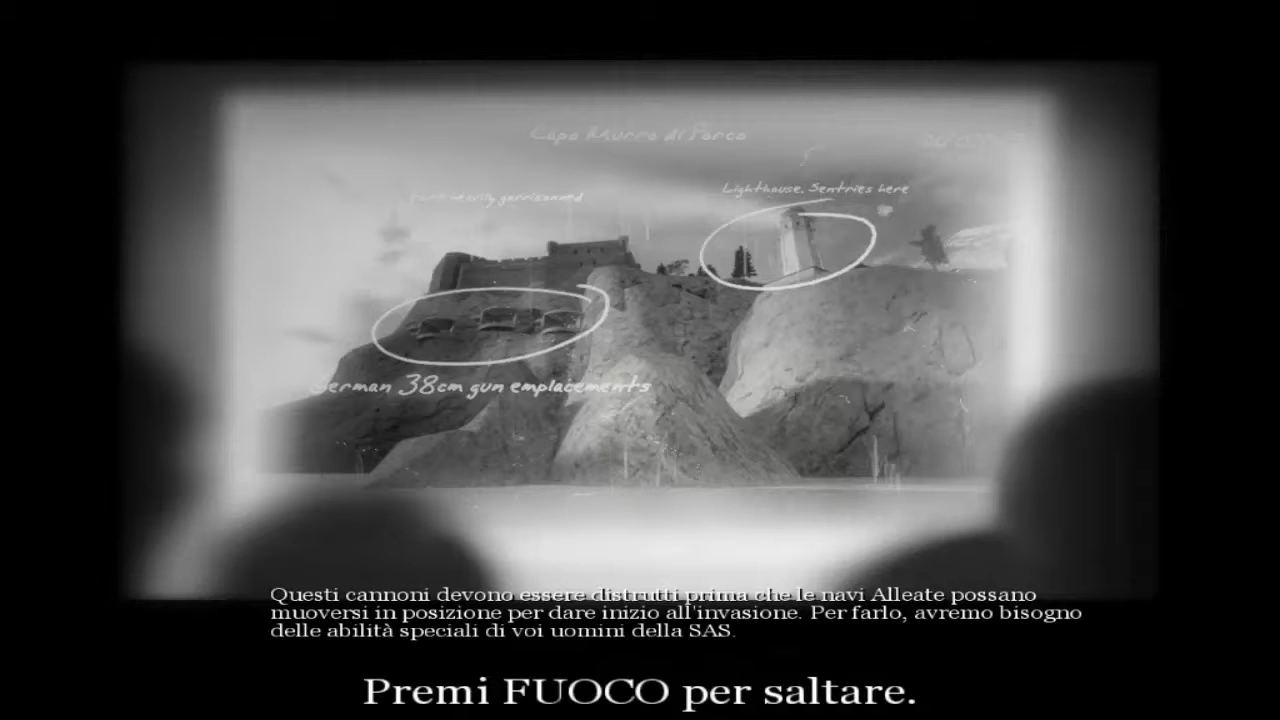 Capo Murro di Porco
Lighthouse. Sentries here
heavily garrisonned
German 38cm gun emplacements
Questi cannoni devono essere distrutti prima che le navi Alleate possano
muoversi in posizione per dare inizio all'invasione. Per farlo, avremo bisogno
delle abilità speciali di voi uomini della SAS.
Premi FUOCO per saltare.